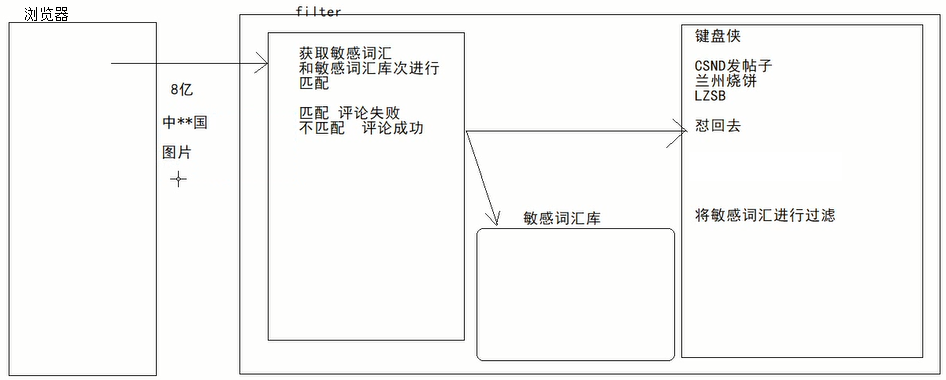 浏览器
filter
8亿
中**国
图片
获取敏感词汇
和敏感词汇库次进行
匹配
匹配 评论失败
不匹配 评论成功
敏感词汇库
键盘侠
CSND发帖子
兰州烧饼
LZSB
怼回去
将敏感词汇进行过滤